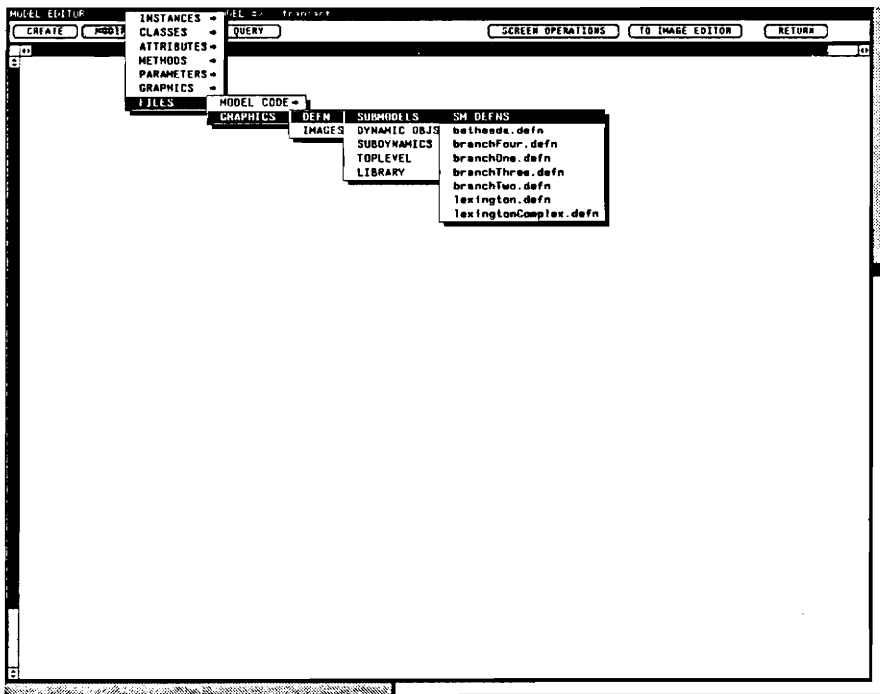 MODEL EDITOR
CREATE
QUERY
SCREEN OPERATIONS
TO IMAGE EDITOR
RETURN
INSTANCES
CLASSES
ATTRIBUTES
METHODS
PARAMETERS
GRAPHICS
FILES
MODEL CODE
GRAPHICS
DEFN
IMAGES
SUBMODELS
DYNAMIC OBJS
SUBDYNAMICS
TOPLEVEL
LIBRARY
SM DEFNS
bethesda.defn
branchFour.defn
branchOne.defn
branchThree.defn
branchTwo.defn
lexington.defn
lexingtonComplex.defn